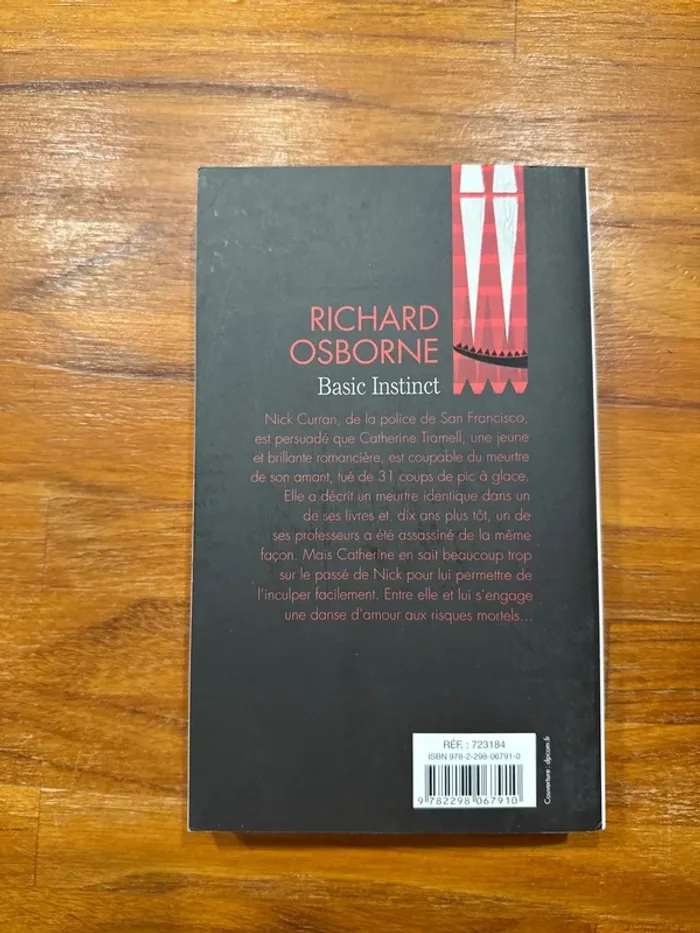 RICHARD
OSBORNE
Basic Instinct
Nick Curran, de la police de San Francisco,
est persuadé que Catherine Tramell, une jeune
et brillante romancière, est coupable du meurtre
de son amant, tué de 31 coups de pic à glace.
Elle a décrit un meurtre identique dans un
de ses livres et, dix ans plus tôt, un de
ses professeurs a été assassiné de la même
façon. Mais Catherine en sait beaucoup trop
sur le passé de Nick pour lui permettre de
l'inculper facilement. Entre elle et lui s'engage
une danse d'amour aux risques mortels...
RÉF. : 723184
ISBN 978-2-298-06791-0
9 782298 067910
Couverture : dpcom.fr